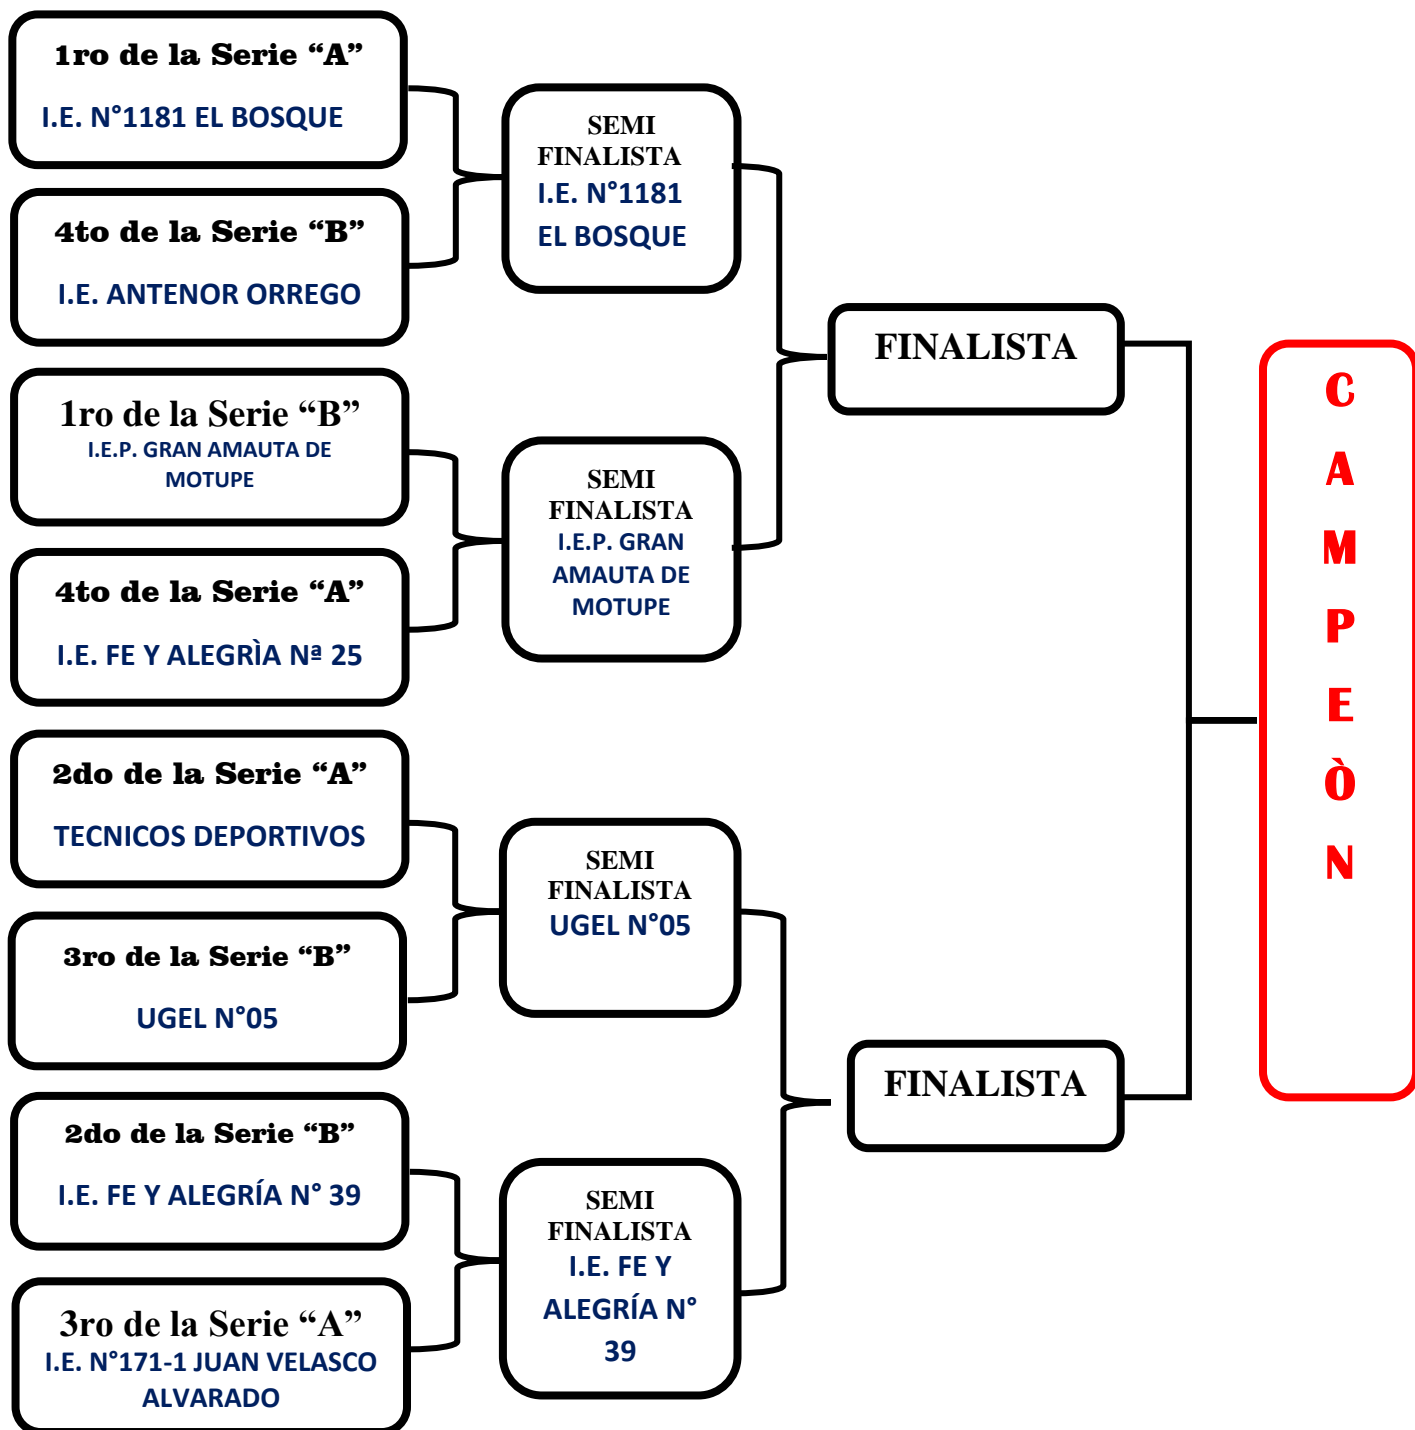 1ro de la Serie “A”
I.E. N°1181 EL BOSQUE
4to de la Serie “B”
I.E. ANTENOR ORREGO
1ro de la Serie “B”
I.E.P. GRAN AMAUTA DE
MOTUPE
4to de la Serie “A”
I.E. FE Y ALEGRÌA Nª 25
2do de la Serie “A”
TECNICOS DEPORTIVOS
3ro de la Serie “B”
UGEL N°05
2do de la Serie “B”
I.E. FE Y ALEGRÍA N° 39
3ro de la Serie “A”
I.E. N°171-1 JUAN VELASCO
ALVARADO
SEMI
FINALISTA
I.E. N°1181
EL BOSQUE
SEMI
FINALISTA
I.E.P. GRAN
AMAUTA DE
MOTUPE
SEMI
FINALISTA
UGEL N°05
SEMI
FINALISTA
I.E. FE Y
ALEGRÍA N°
39
FINALISTA
FINALISTA
C
A
M
P
E
Ò
N